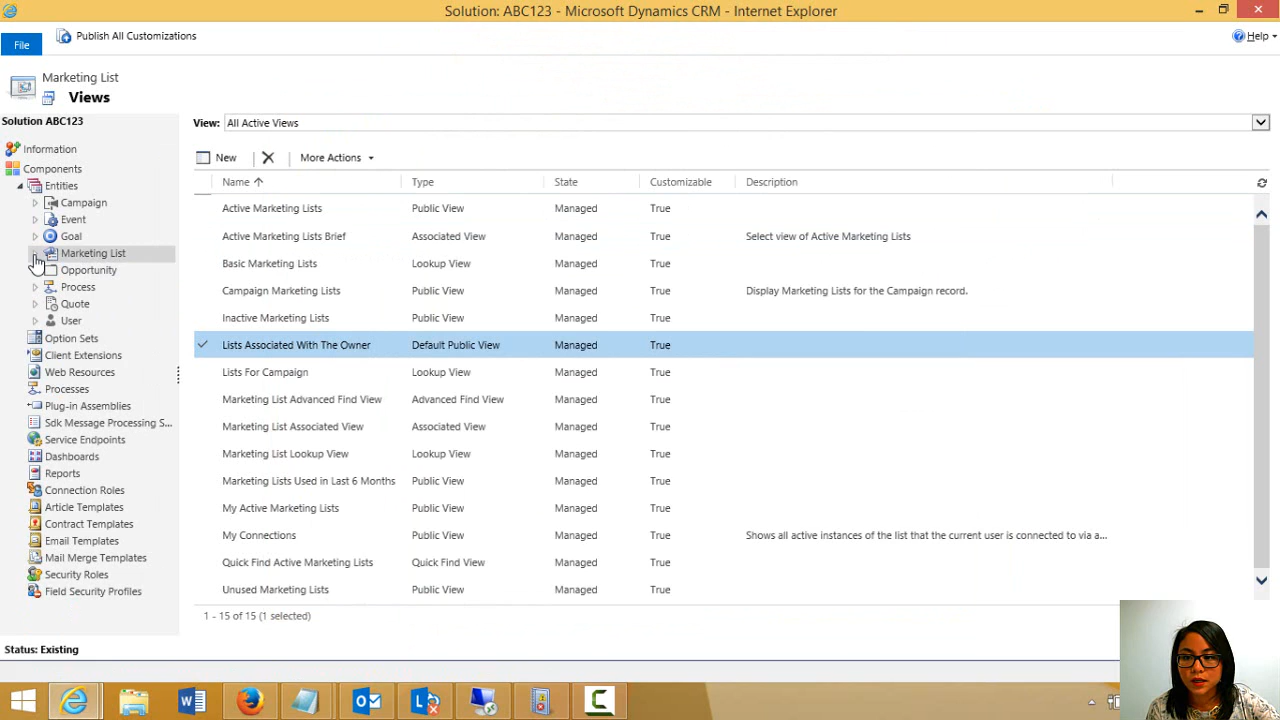 Solution: ABC123 - Microsoft Dynamics CRM - Internet Explorer
File
Publish All Customizations
Help
Marketing List
Views
Solution ABC123
Information
Components
Entities
Campaign
Event
Goal
Marketing List
Opportunity
Process
Quote
User
Option Sets
Client Extensions
Web Resources
Processes
Plug-in Assemblies
Sdk Message Processing S...
Service Endpoints
Dashboards
Reports
Connection Roles
Article Templates
Contract Templates
Email Templates
Mail Merge Templates
Security Roles
Field Security Profiles
View: All Active Views
New More Actions
Name Type State Customizable Description
Active Marketing Lists Public View Managed True
Active Marketing Lists Brief Associated View Managed True Select view of Active Marketing Lists
Basic Marketing Lists Lookup View Managed True
Campaign Marketing Lists Public View Managed True Display Marketing Lists for the Campaign record.
Inactive Marketing Lists Public View Managed True
Lists Associated With The Owner Default Public View Managed True
Lists For Campaign Lookup View Managed True
Marketing List Advanced Find View Advanced Find View Managed True
Marketing List Associated View Associated View Managed True
Marketing List Lookup View Lookup View Managed True
Marketing Lists Used in Last 6 Months Public View Managed True
My Active Marketing Lists Public View Managed True
My Connections Public View Managed True Shows all active instances of the list that the current user is connected to via a...
Quick Find Active Marketing Lists Quick Find View Managed True
Unused Marketing Lists Public View Managed True
1 - 15 of 15 (1 selected)
Status: Existing